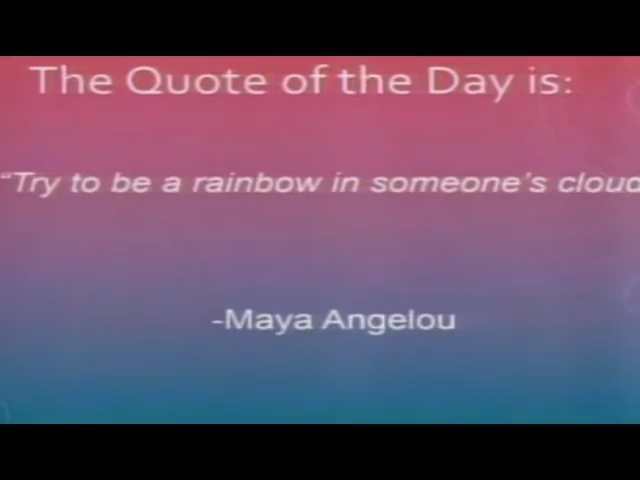 The Quote of the Day is:
“Try to be a rainbow in someone’s cloud
-Maya Angelou